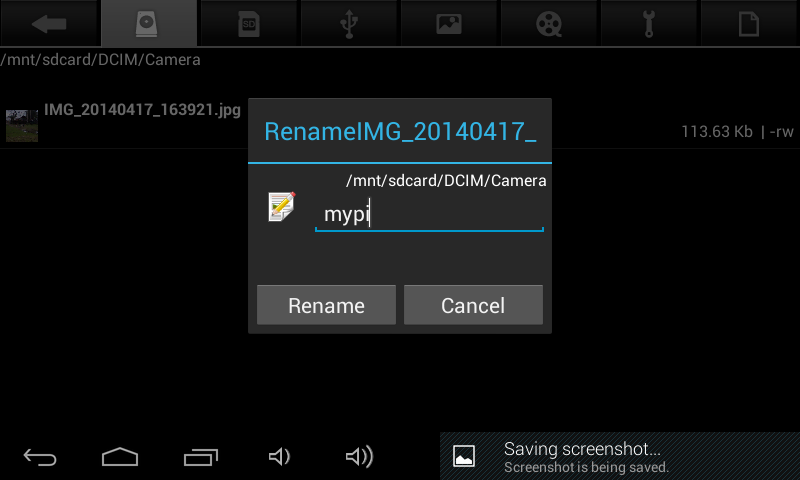 SD
/mnt/sdcard/DCIM/Camera
IMG_20140417_163921.jpg
113.63 Kb | -rw
RenameIMG_20140417_
/mnt/sdcard/DCIM/Camera
mypi
Rename
Cancel
Saving screenshot...
Screenshot is being saved.